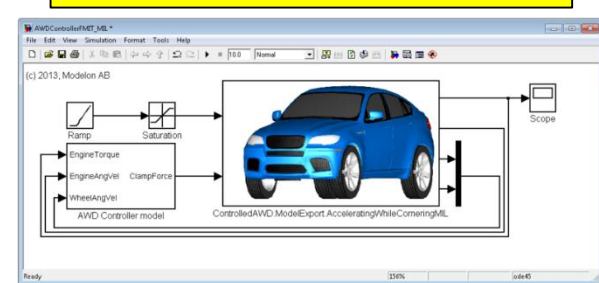 AWDControllerFMIT_MIL *
File Edit View Simulation Format Tools Help
10.0 Normal
(c) 2013, Modelon AB
Ramp
Saturation
Scope
EngineTorque
EngineAngVel ClampForce
WheelAngVel
AWD Controller model
ControlledAWD.ModelExport.AcceleratingWhileCorneringMIL
Ready 156% ode45